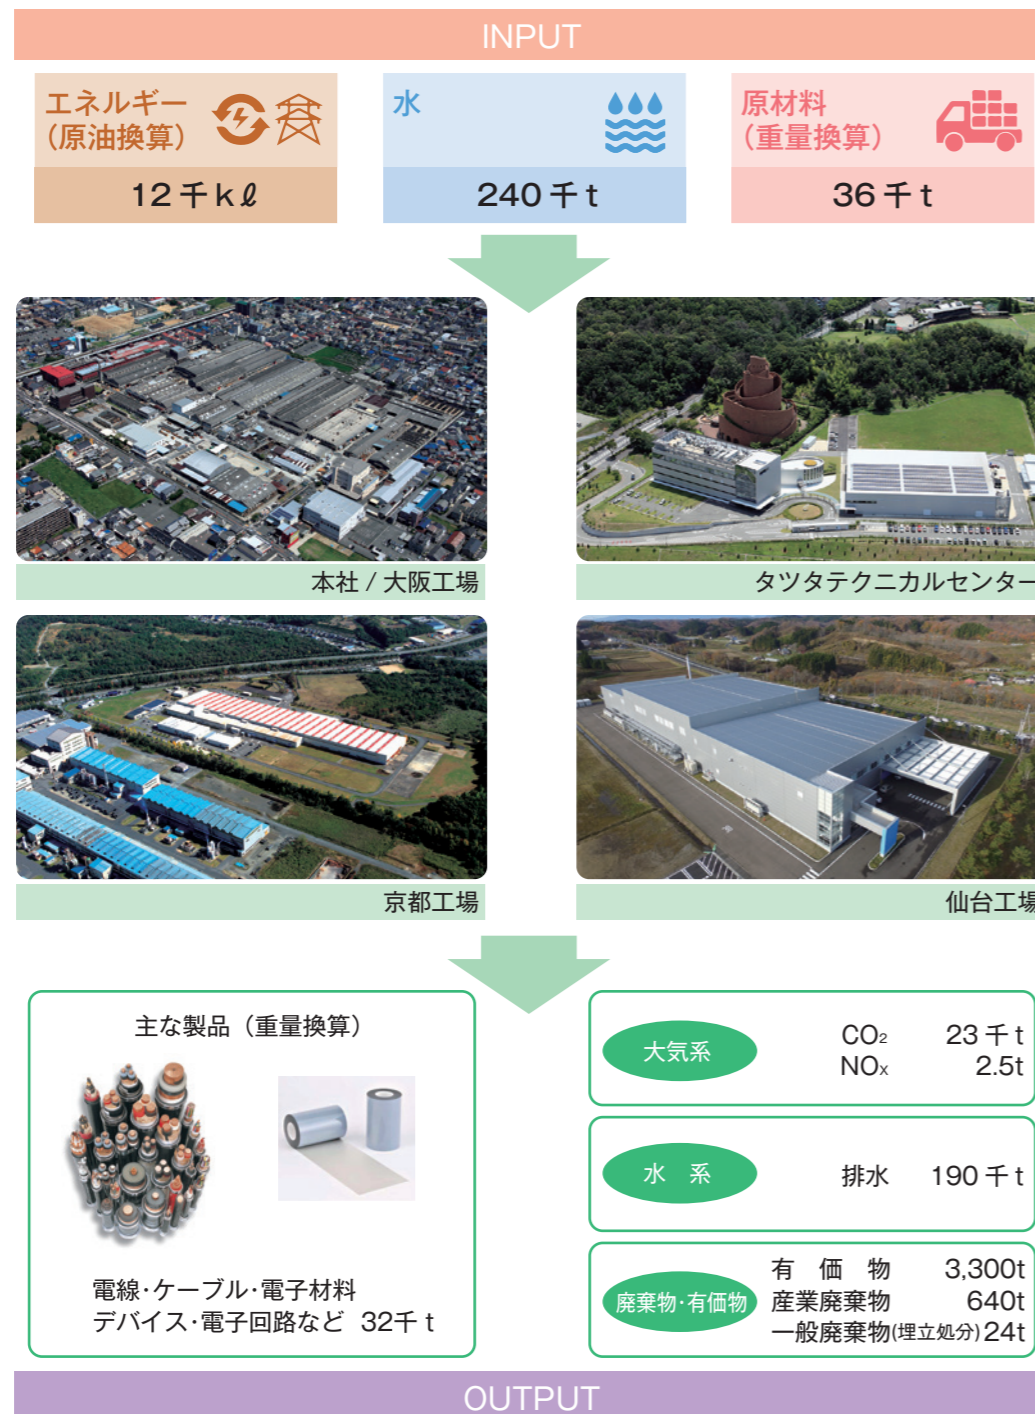 INPUT
エネルギー
(原油換算)
12千kℓ
水
240千t
原材料
(重量換算)
36千t
本社 / 大阪工場
タツタテクニカルセンター
京都工場
仙台工場
主な製品（重量換算）
電線･ケーブル･電子材料
デバイス･電子回路など 32千t
大気系
CO₂ 23千t
NOx 2.5t
水 系
排水 190千t
廃棄物･有価物
有 価 物 3,300t
産業廃棄物 640t
一般廃棄物(埋立処分)24t
OUTPUT